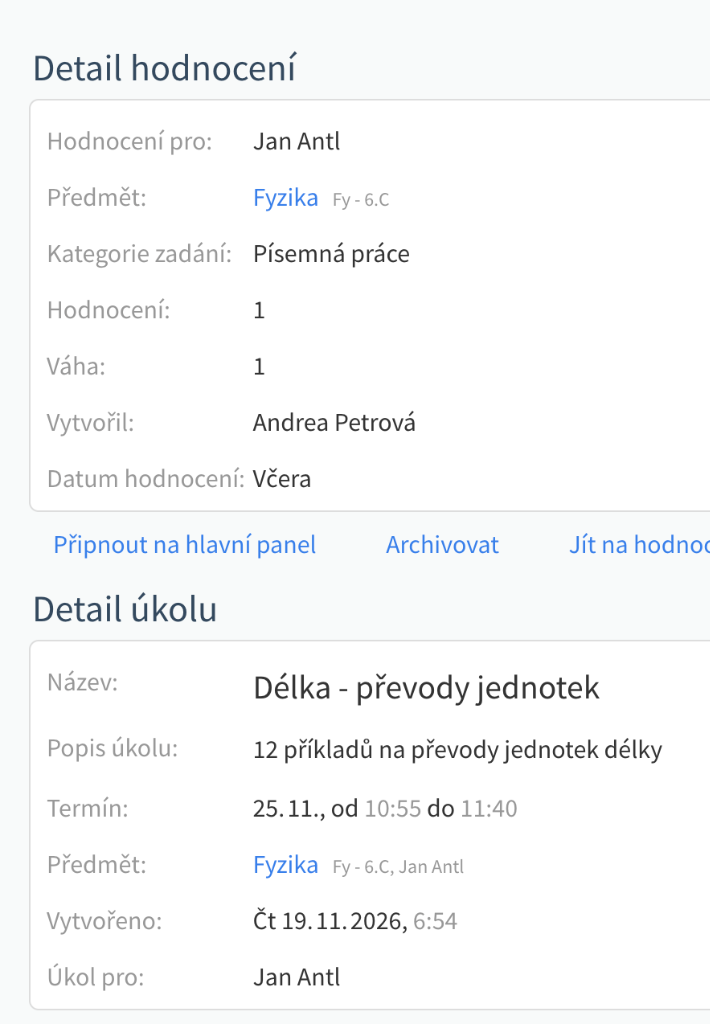 Detail hodnocení
Hodnocení pro: Jan Antl
Předmět: Fyzika Fy - 6.C
Kategorie zadání: Písemná práce
Hodnocení: 1
Váha: 1
Vytvořil: Andrea Petrová
Datum hodnocení: Včera
Připnout na hlavní panel Archivovat Jít na hodnoc
Detail úkolu
Název: Délka - převody jednotek
Popis úkolu: 12 příkladů na převody jednotek délky
Termín: 25. 11., od 10:55 do 11:40
Předmět: Fyzika Fy - 6.C, Jan Antl
Vytvořeno: Čt 19. 11. 2026, 6:54
Úkol pro: Jan Antl